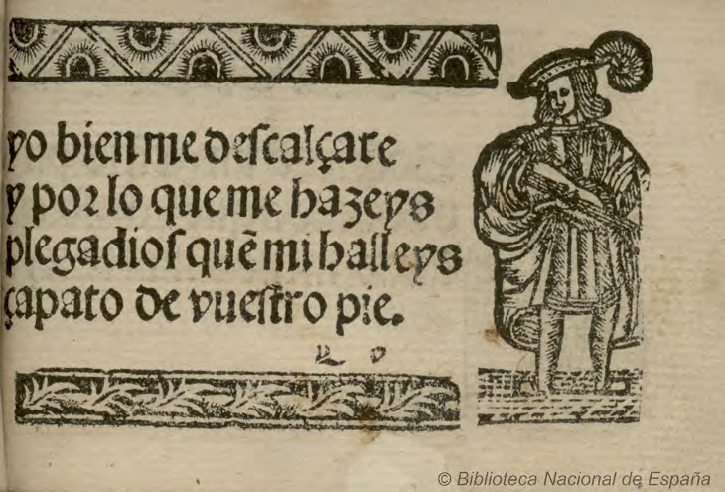 yo bien me descalçare
y por lo que me hazeys
plegadios quẽ mi halleys
çapato de vuestro pie.
© Biblioteca Nacional de España